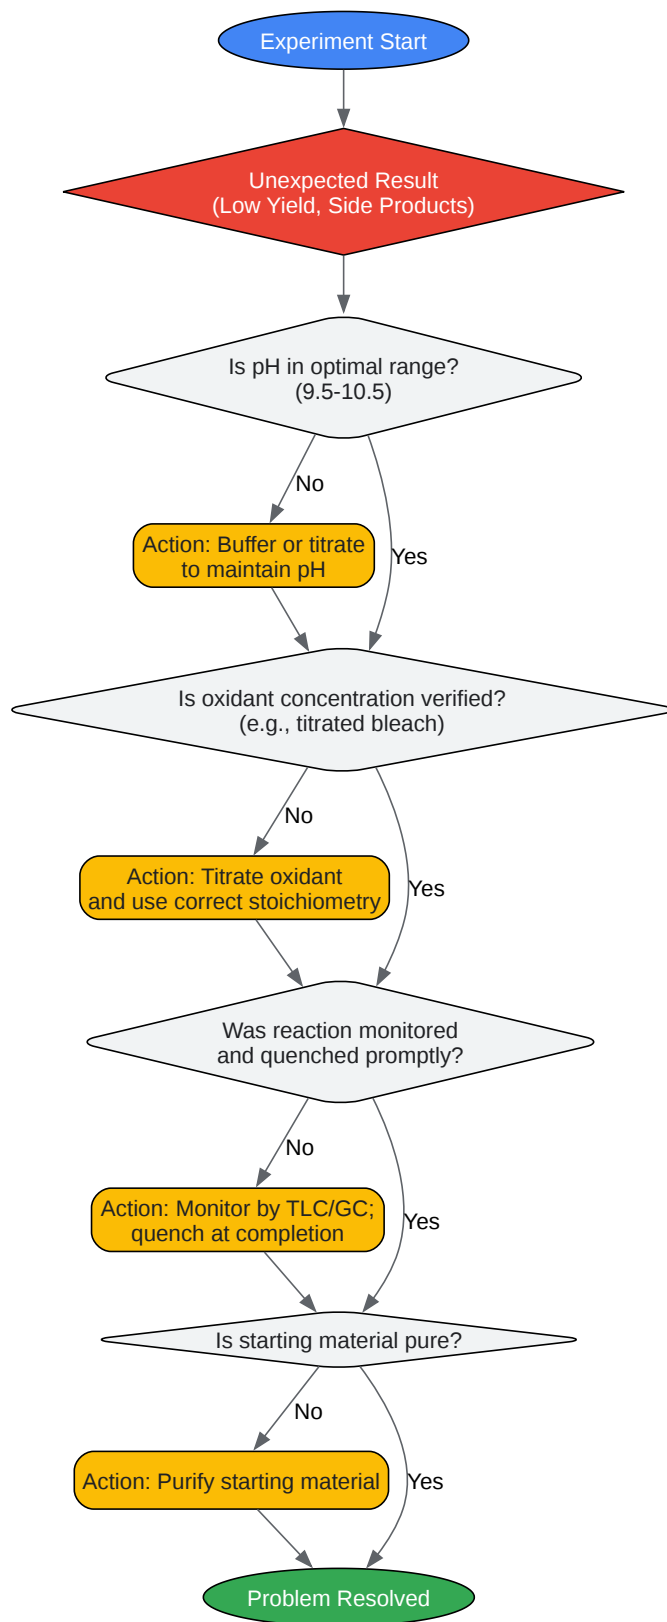 Experiment Start
Unexpected Result
(Low Yield, Side Products)
Is pH in optimal range?
(9.5-10.5)
No
Action: Buffer or titrate
to maintain pH
Yes
Is oxidant concentration verified?
(e.g., titrated bleach)
No
Action: Titrate oxidant
and use correct stoichiometry
Yes
Was reaction monitored
and quenched promptly?
No
Action: Monitor by TLC/GC;
quench at completion
Yes
Is starting material pure?
No
Action: Purify starting material
Yes
Problem Resolved